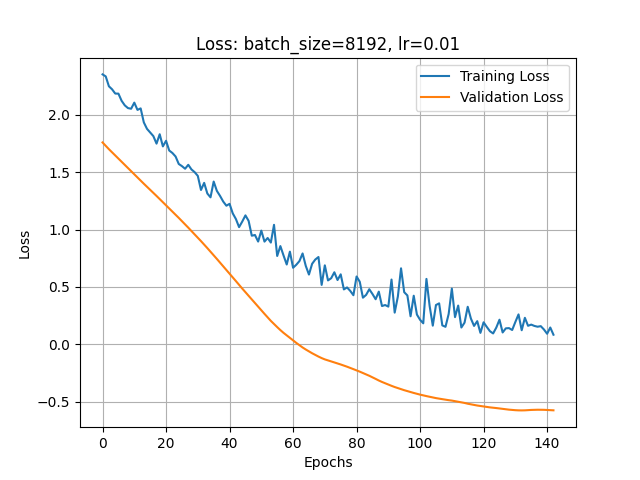 Loss: batch_size=8192, lr=0.01
Training Loss
Validation Loss
2.0
1.5
1.0
0.5
0.0
−0.5
Loss
0 20 40 60 80 100 120 140
Epochs